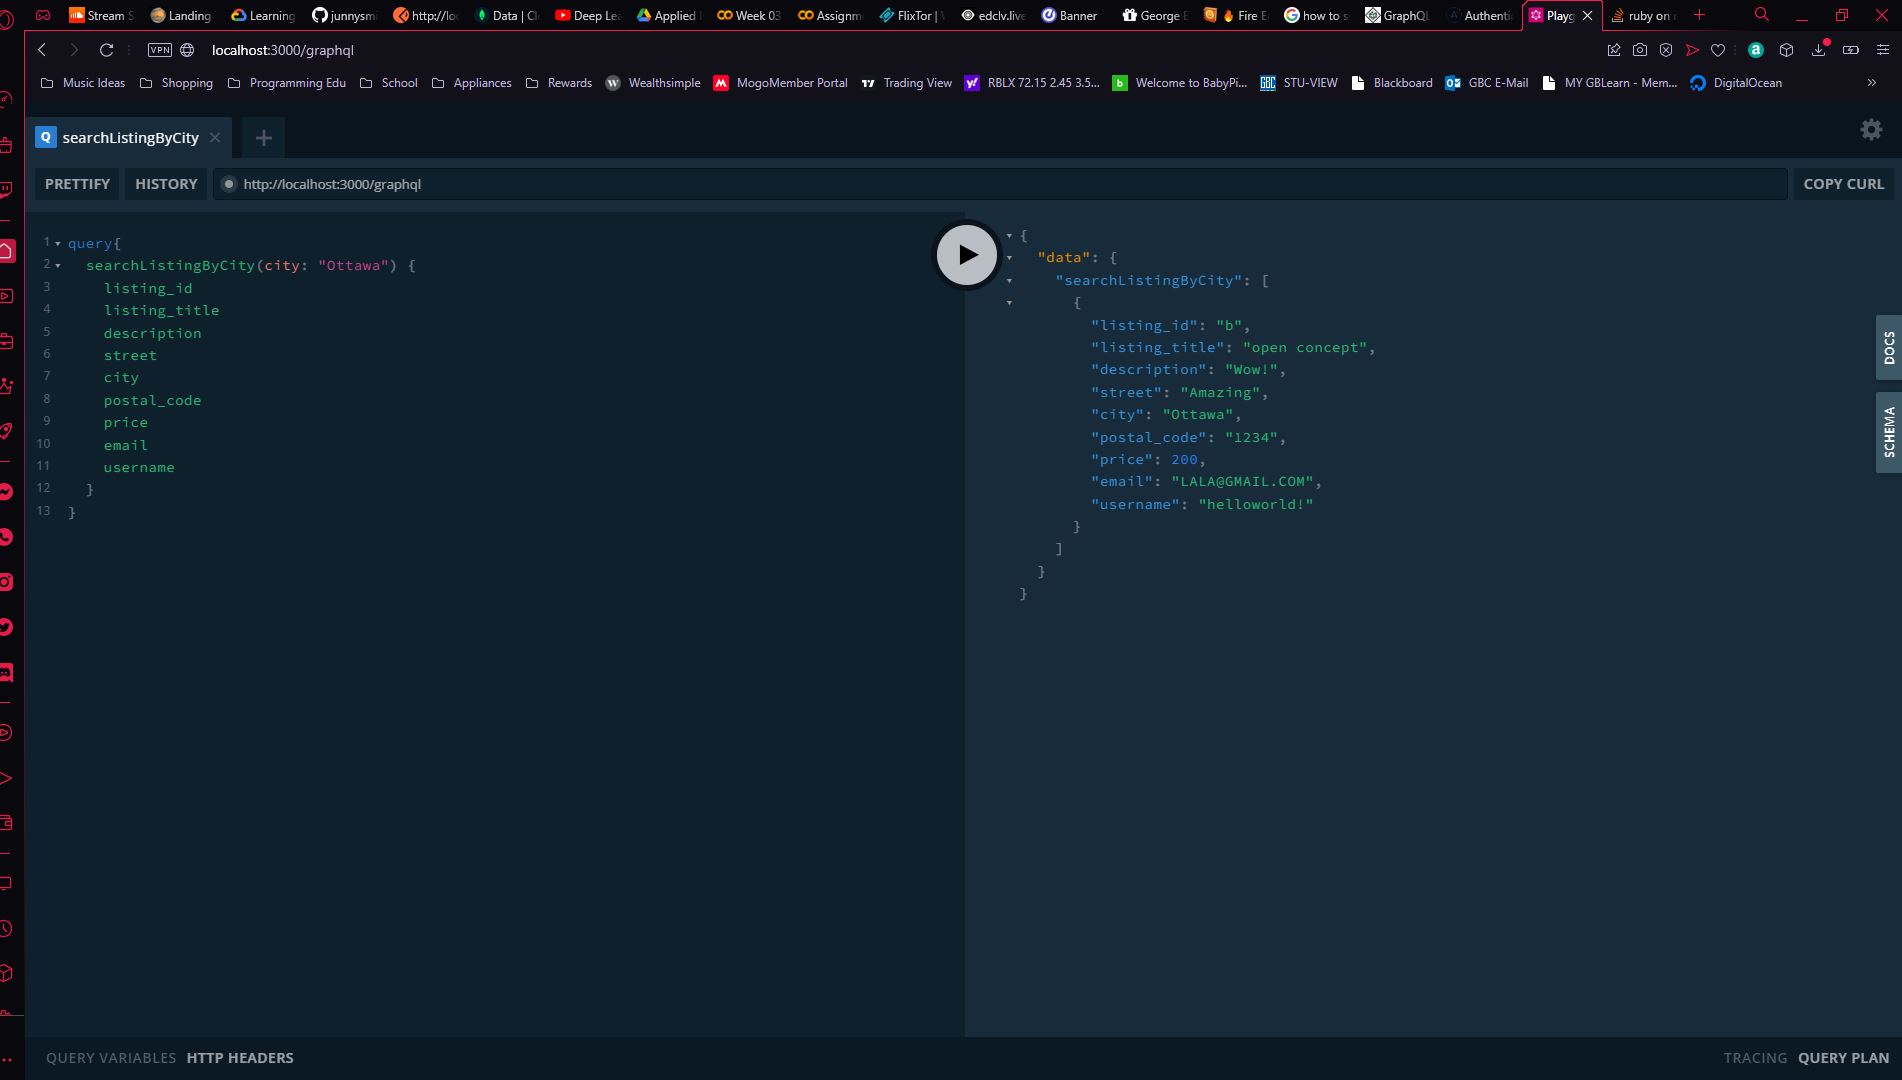 Stream S
Landing
Learning
junnysmi
http://loc
Data | Cl
Deep Le
Applied
Week 03
Assignm
FlixTor |
edclv.live
Banner
George B
Fire E
how to s
GraphQL
Authenti
Playg
ruby on r
VPN
localhost:3000/graphql
Music Ideas
Shopping
Programming Edu
School
Appliances
Rewards
Wealthsimple
MogoMember Portal
Trading View
RBLX 72.15 2.45 3.5...
Welcome to BabyPi...
STU-VIEW
Blackboard
GBC E-Mail
MY GBLearn - Mem...
DigitalOcean
Q searchListingByCity
PRETTIFY
HISTORY
http://localhost:3000/graphql
COPY CURL
1 query{
2 searchListingByCity(city: "Ottawa") {
3 listing_id
4 listing_title
5 description
6 street
7 city
8 postal_code
9 price
10 email
11 username
12 }
13 }
{
"data": {
"searchListingByCity": [
{
"listing_id": "b",
"listing_title": "open concept",
"description": "Wow!",
"street": "Amazing",
"city": "Ottawa",
"postal_code": "1234",
"price": 200,
"email": "LALA@GMAIL.COM",
"username": "helloworld!"
}
]
}
}
DOCS
SCHEMA
QUERY VARIABLES
HTTP HEADERS
TRACING
QUERY PLAN